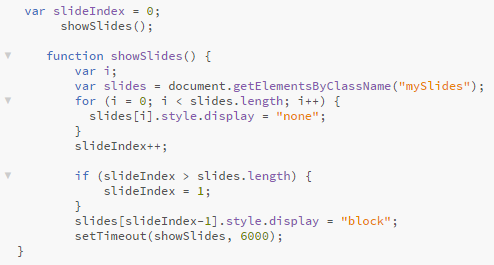 var slideIndex = 0;
showSlides();
function showSlides() {
var i;
var slides = document.getElementsByClassName("mySlides");
for (i = 0; i < slides.length; i++) {
slides[i].style.display = "none";
}
slideIndex++;
if (slideIndex > slides.length) {
slideIndex = 1;
}
slides[slideIndex-1].style.display = "block";
setTimeout(showSlides, 6000);
}